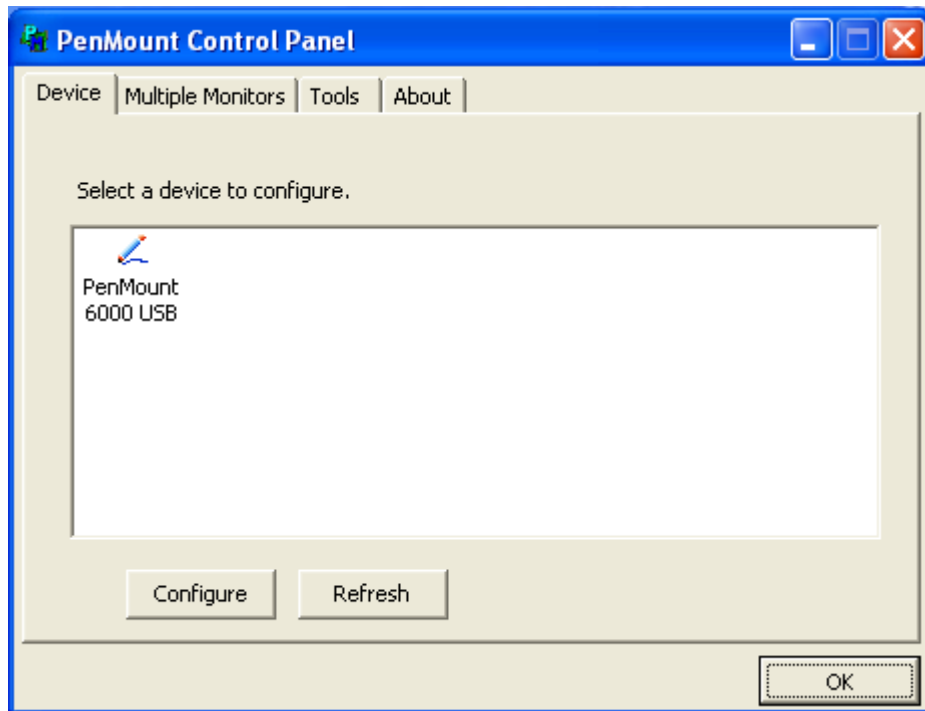 PenMount Control Panel
Device Multiple Monitors Tools About
Select a device to configure.
PenMount
6000 USB
Configure Refresh
OK